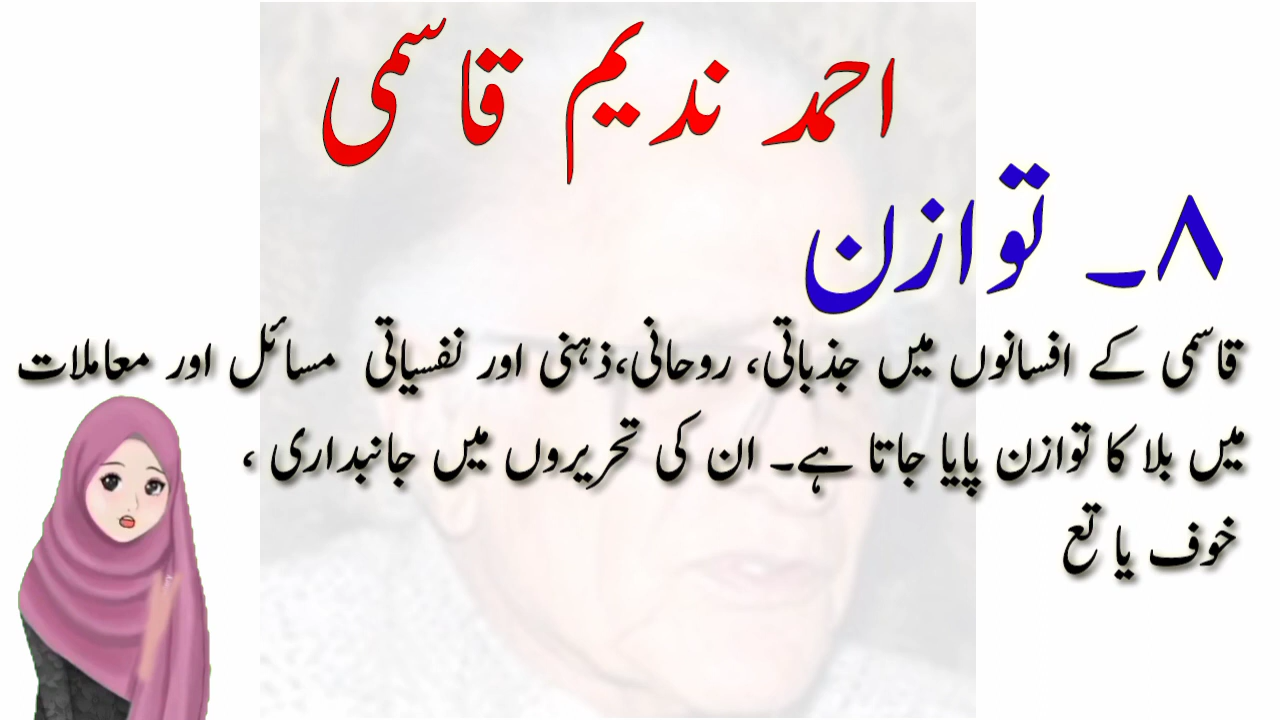 احمد ندیم قاسمی
۸۔ توازن
قاسمی کے افسانوں میں جذباتی، روحانی،ذہنی اور نفسیاتی مسائل اور معاملات
میں بلا کا توازن پایا جاتا ہے۔ ان کی تحریروں میں جانبداری ،
خوف یا تع